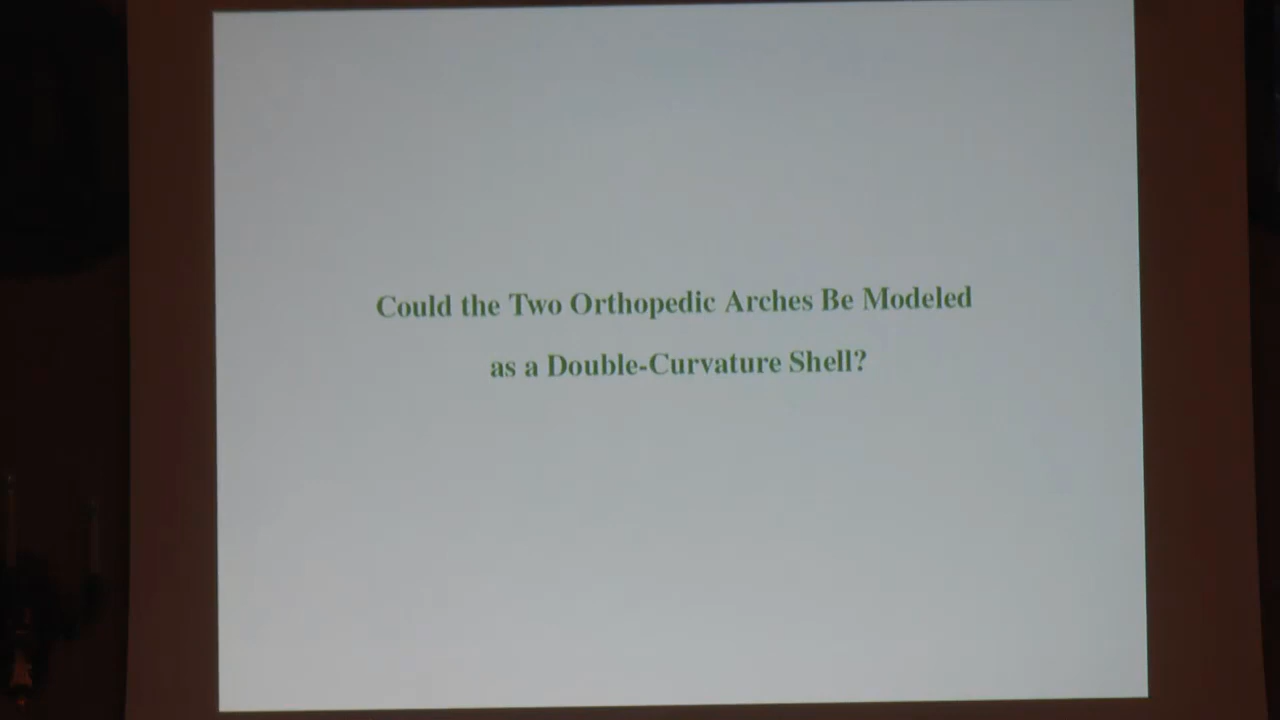 Could the Two Orthopedic Arches Be Modeled
as a Double-Curvature Shell?